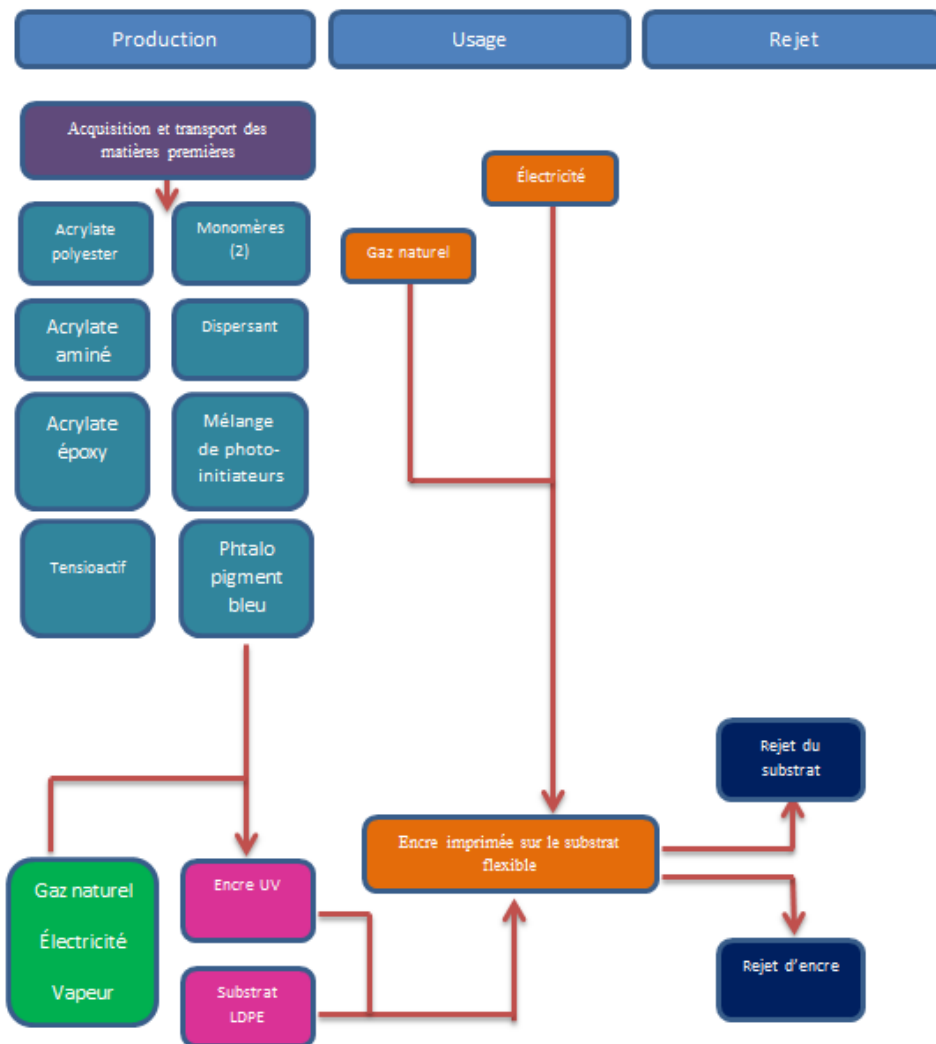 Production
Usage
Rejet
Acquisition et transport des
matières premières
Acrylate
polyester
Monomères
(2)
Acrylate
aminé
Dispersant
Acrylate
époxy
Mélange
de photo-
initiateurs
Tensioactif
Phtalo
pigment
bleu
Électricité
Gaz naturel
Gaz naturel
Électricité
Vapeur
Encre UV
Substrat
LDPE
Encre imprimée sur le substrat
flexible
Rejet du
substrat
Rejet d’encre